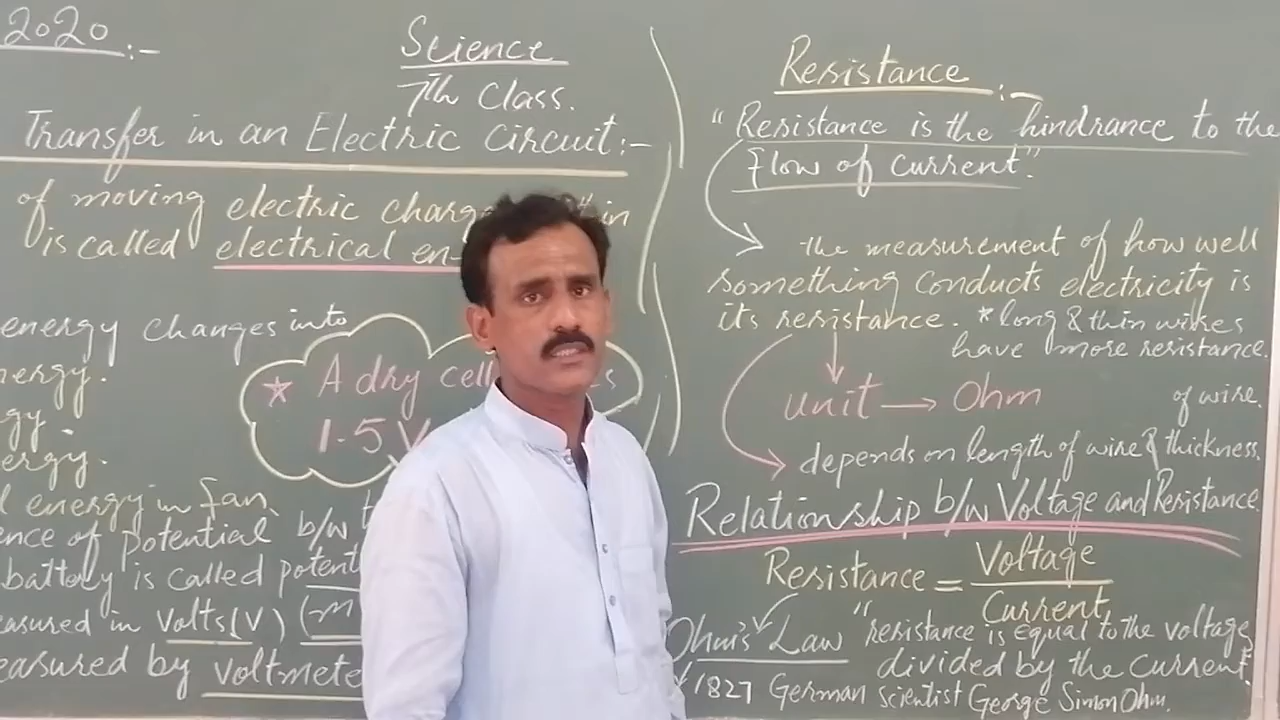 2020 :-
Science
7th Class.
Transfer in an Electric Circuit:-
of moving electric charge
is called electrical en
energy changes into
nergy.
gy.
ergy.
l energy in fan.
ence of potential b/w
battery is called potent
easured in Volts(V) (m
easured by voltmete
* A dry cell
1.5 V
Resistance :-
"Resistance is the hindrance to the
flow of current."
the measurement of how well
something conducts electricity is
its resistance. *long & thin wires
have more resistance.
unit → Ohm
of wire.
depends on length of wire & thickness.
Relationship b/w Voltage and Resistance.
Resistance = Voltage
Current
Ohm's Law "resistance is equal to the voltage
divided by the current"
1827 German scientist George Simon Ohm.